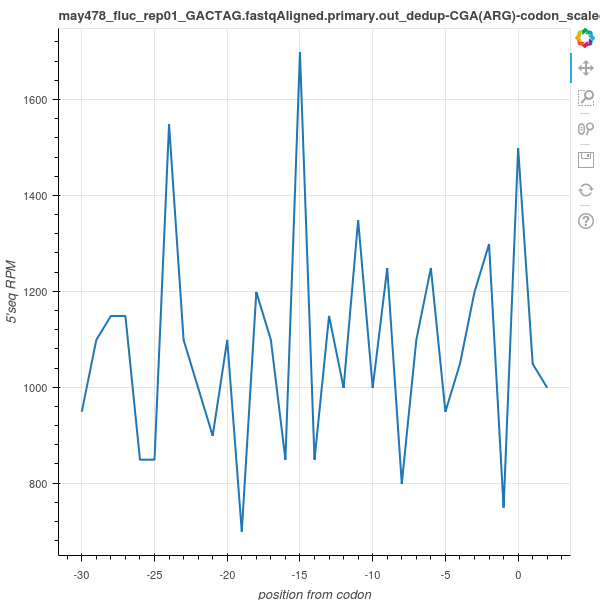 may478_fluc_rep01_GACTAG.fastqAligned.primary.out_dedup-CGA(ARG)-codon_scale
1600
1400
1200
1000
800
5'seq RPM
-30 -25 -20 -15 -10 -5 0
position from codon